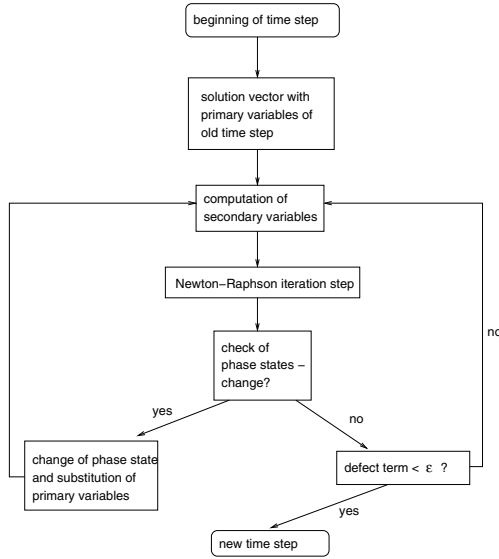 beginning of time step
solution vector with
primary variables of
old time step
computation of
secondary variables
Newton−Raphson iteration step
no
check of
phase states −
change?
yes
no
change of phase state
and substitution of
primary variables
defect term < ε ?
yes
new time step